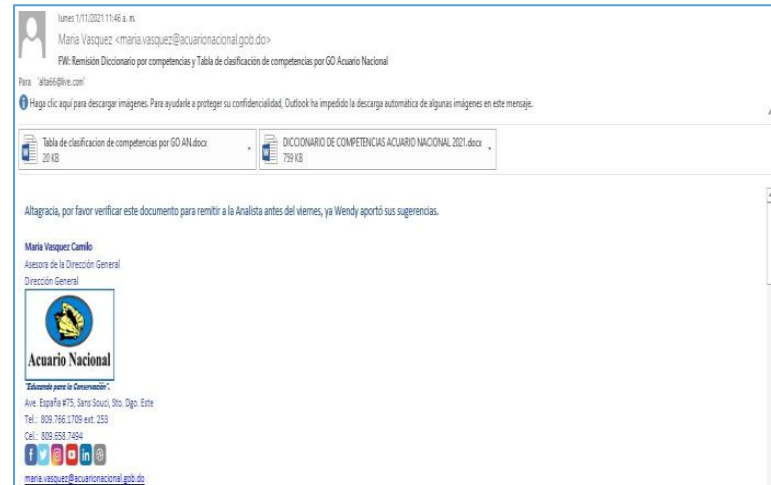 lunes 1/11/2021 11:46 a. m.
Maria Vasquez <maria.vasquez@acuarionacional.gob.do>
FW: Remisión Diccionario por competencias y Tabla de clasificación de competencias por GO Acuario Nacional
Para 'alta66@live.com'
Haga clic aquí para descargar imágenes. Para ayudarle a proteger su confidencialidad, Outlook ha impedido la descarga automática de algunas imágenes en este mensaje.
Tabla de clasificacion de competencias por GO AN.docx
20 KB
DICCIONARIO DE COMPETENCIAS ACUARIO NACIONAL 2021.docx
759 KB
Altagracia, por favor verificar este documento para remitir a la Analista antes del viernes, ya Wendy aportó sus sugerencias.
Maria Vasquez Camilo
Asesora de la Dirección General
Dirección General
Acuario Nacional
"Educando para la Conservación".
Ave. España #75, Sans Souci, Sto. Dgo. Este
Tel.: 809.766.1709 ext. 253
Cel.: 809.658.7494
maria.vasquez@acuarionacional.gob.do